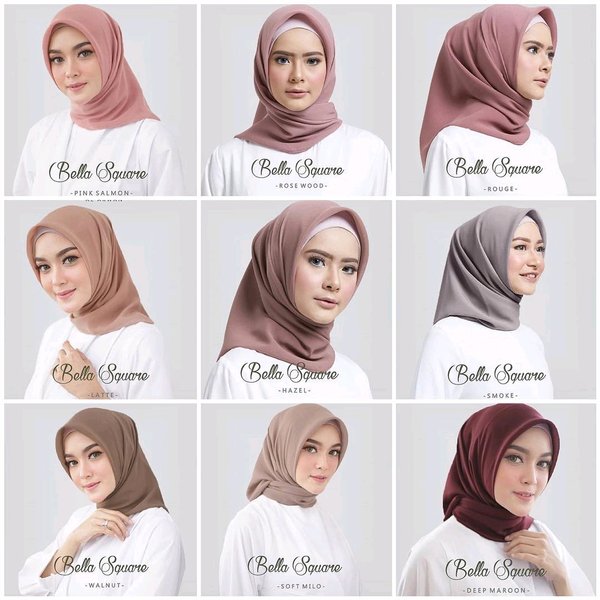 Bella Square
-PINK SALMON-
Bella Square
-ROSE WOOD-
Bella Square
-ROUGE-
Bella Square
-LATTE-
Bella Square
-HAZEL-
Bella Square
-SMOKE-
Bella Square
-WALNUT-
Bella Square
-SOFT MILO-
Bella Square
-DEEP MAROON-